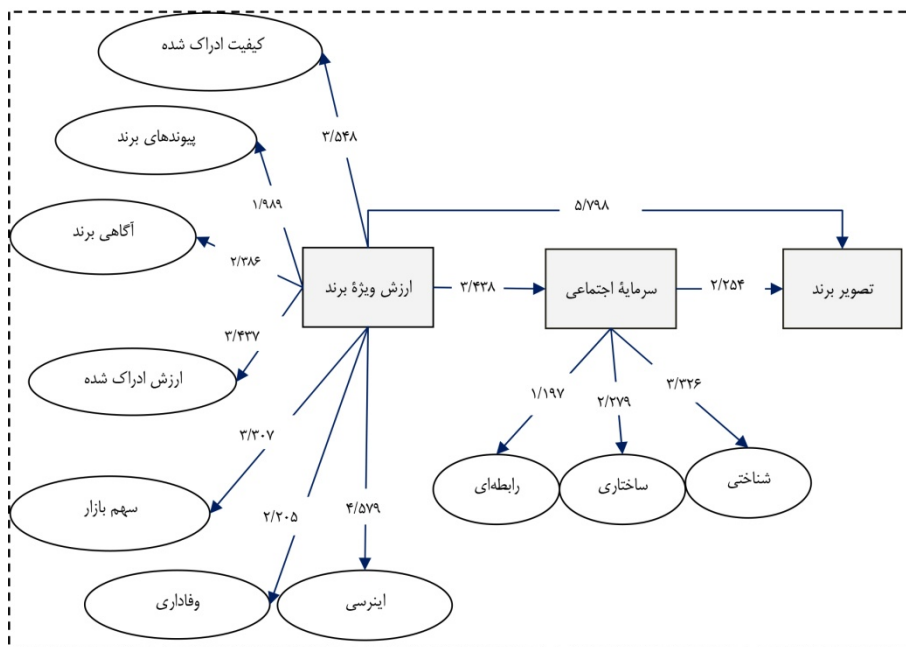 کیفیت ادراک شده
۳/۵۴۸
پیوندهای برند
۱/۹۸۹
۵/۷۹۸
آگاهی برند
۲/۳۸۶
تصویر برند
۲/۲۵۴
سرمایۀ اجتماعی
۳/۴۳۸
ارزش ویژۀ برند
۳/۴۳۷
ارزش ادراک شده
۳/۳۲۶
۲/۲۷۹
۱/۱۹۷
۳/۳۰۷
شناختی
ساختاری
رابطه‌ای
سهم بازار
۴/۵۷۹
۲/۲۰۵
اینرسی
وفاداری